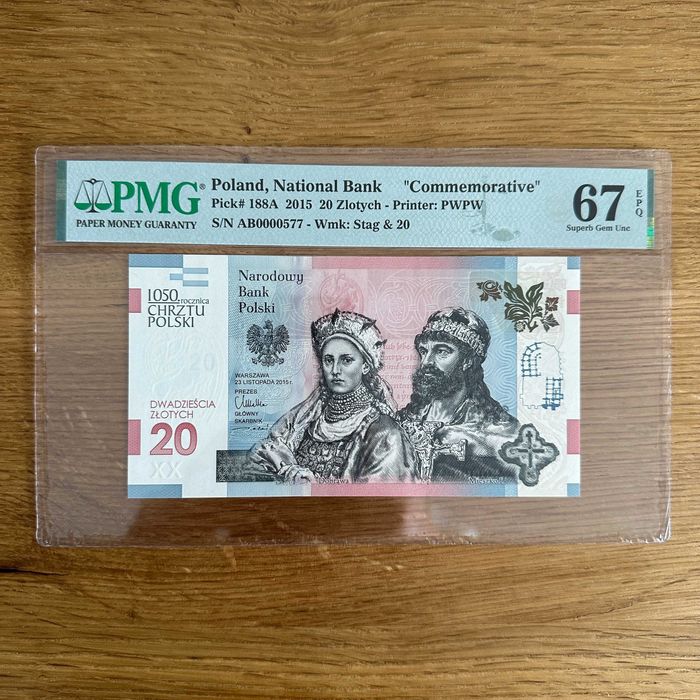 PMG®
PAPER MONEY GUARANTY
Poland, National Bank "Commemorative"
Pick# 188A 2015 20 Zlotych - Printer: PWPW
S/N AB0000577 - Wmk: Stag & 20
67
EPQ
Superb Gem Unc
1050 rocznica
CHRZTU
POLSKI
Narodowy
Bank
Polski
WARSZAWA
23 LISTOPADA 2015 r.
PREZES
GŁÓWNY
SKARBNIK
DWADZIEŚCIA
ZŁOTYCH
20
XX